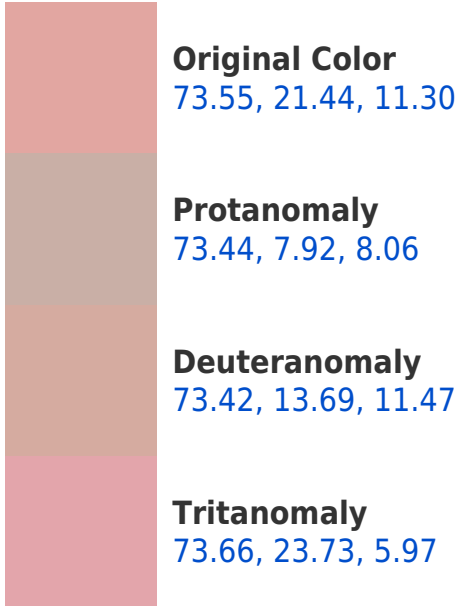 Original Color
73.55, 21.44, 11.30
Protanomaly
73.44, 7.92, 8.06
Deuteranomaly
73.42, 13.69, 11.47
Tritanomaly
73.66, 23.73, 5.97